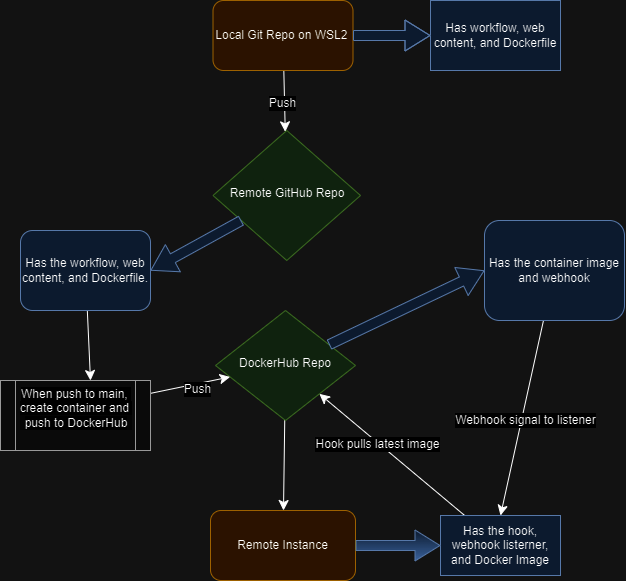 Local Git Repo on WSL2
Has workflow, web
content, and Dockerfile
Push
Remote GitHub Repo
Has the workflow, web
content, and Dockerfile.
Has the container image
and webhook
DockerHub Repo
When push to main,
create container and
push to DockerHub
Push
Webhook signal to listener
Hook pulls latest image
Remote Instance
Has the hook,
webhook listerner,
and Docker Image